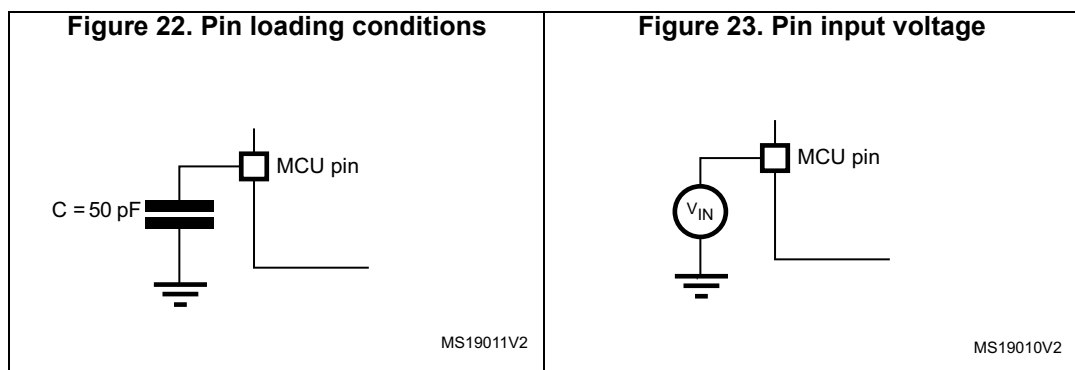 Figure 22. Pin loading conditions
MCU pin
C = 50 pF
MS19011V2
Figure 23. Pin input voltage
MCU pin
VIN
MS19010V2